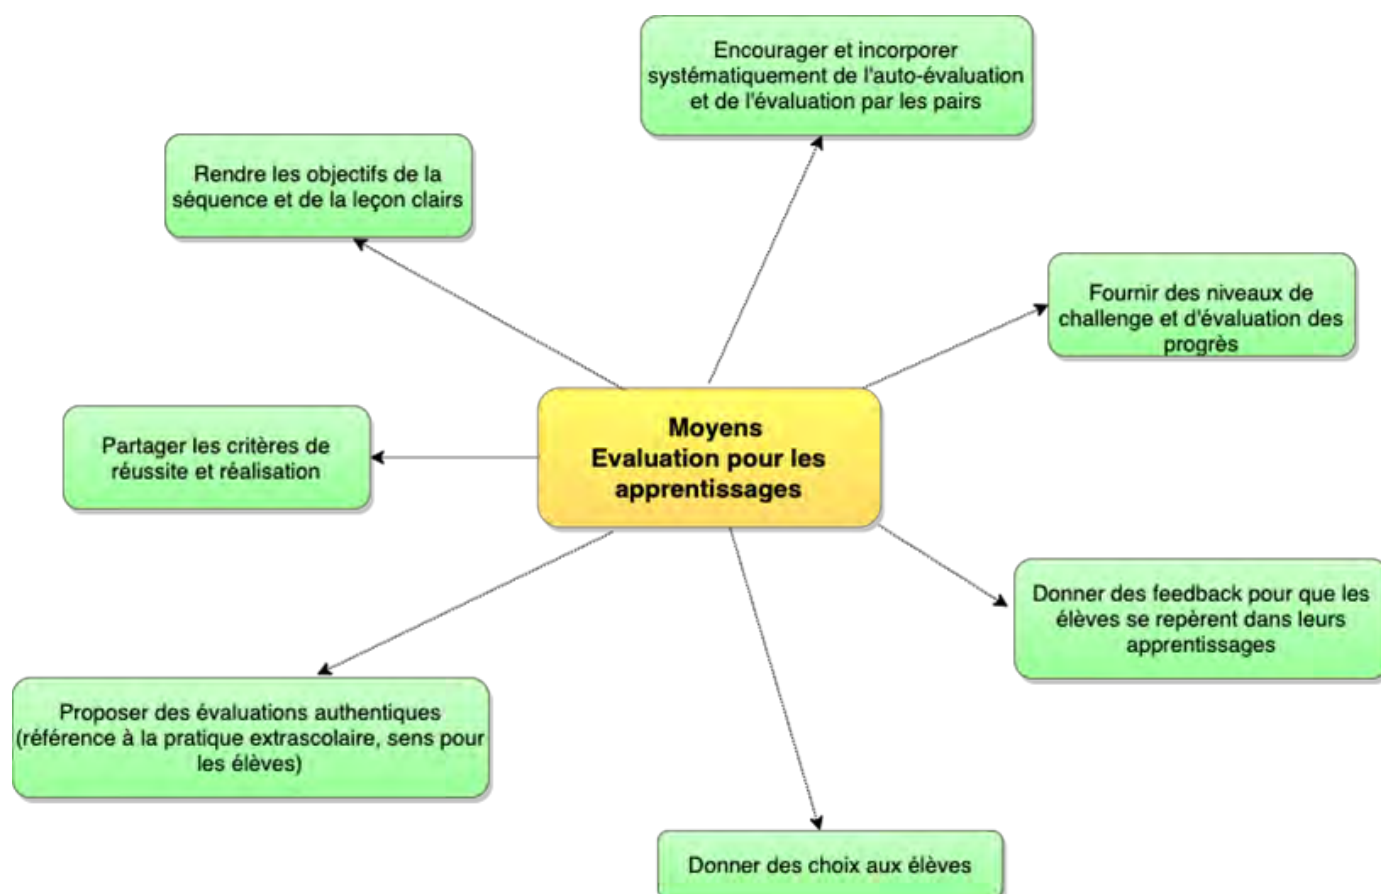 Encourager et incorporer
systématiquement de l'auto-évaluation
et de l'évaluation par les pairs
Rendre les objectifs de la
séquence et de la leçon clairs
Fournir des niveaux de
challenge et d'évaluation des
progrès
Moyens
Evaluation pour les
apprentissages
Partager les critères de
réussite et réalisation
Donner des feedback pour que les
élèves se repèrent dans leurs
apprentissages
Proposer des évaluations authentiques
(référence à la pratique extrascolaire, sens pour
les élèves)
Donner des choix aux élèves